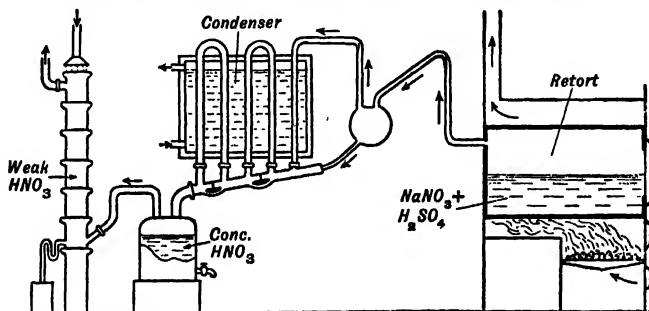 Condenser
Retort
Weak
HNO₃
NaNO₃+
H₂SO₄
Conc.
HNO₃